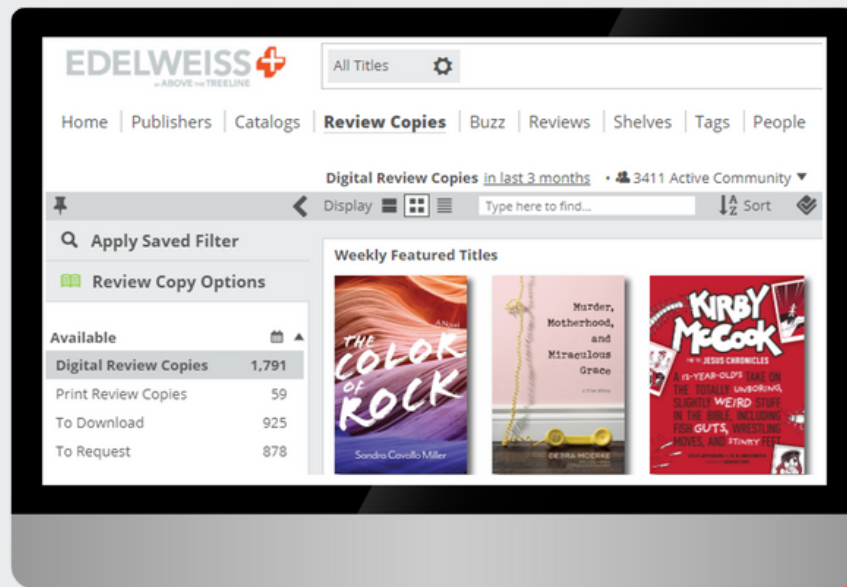 EDELWEISS+
by ABOVE THE TREELINE
All Titles
Home | Publishers | Catalogs | Review Copies | Buzz | Reviews | Shelves | Tags | People
Digital Review Copies in last 3 months • 3411 Active Community ▼
Display Type here to find... A Z Sort
Apply Saved Filter
Review Copy Options
Available
Digital Review Copies 1,791
Print Review Copies 59
To Download 925
To Request 878
Weekly Featured Titles
A Novel
THE
COLOR
OF
ROCK
Sandra Cavallo Miller
Murder,
Motherhood,
and
Miraculous
Grace
DEBRA MOERKE
KIRBY
McCOOK
JESUS CHRONICLES
A 12-YEAR-OLD'S TAKE ON
THE TOTALLY UNBORING,
SLIGHTLY WEIRD STUFF
IN THE BIBLE, INCLUDING
FISH GUTS, WRESTLING
MOVES, AND STINKY FEET